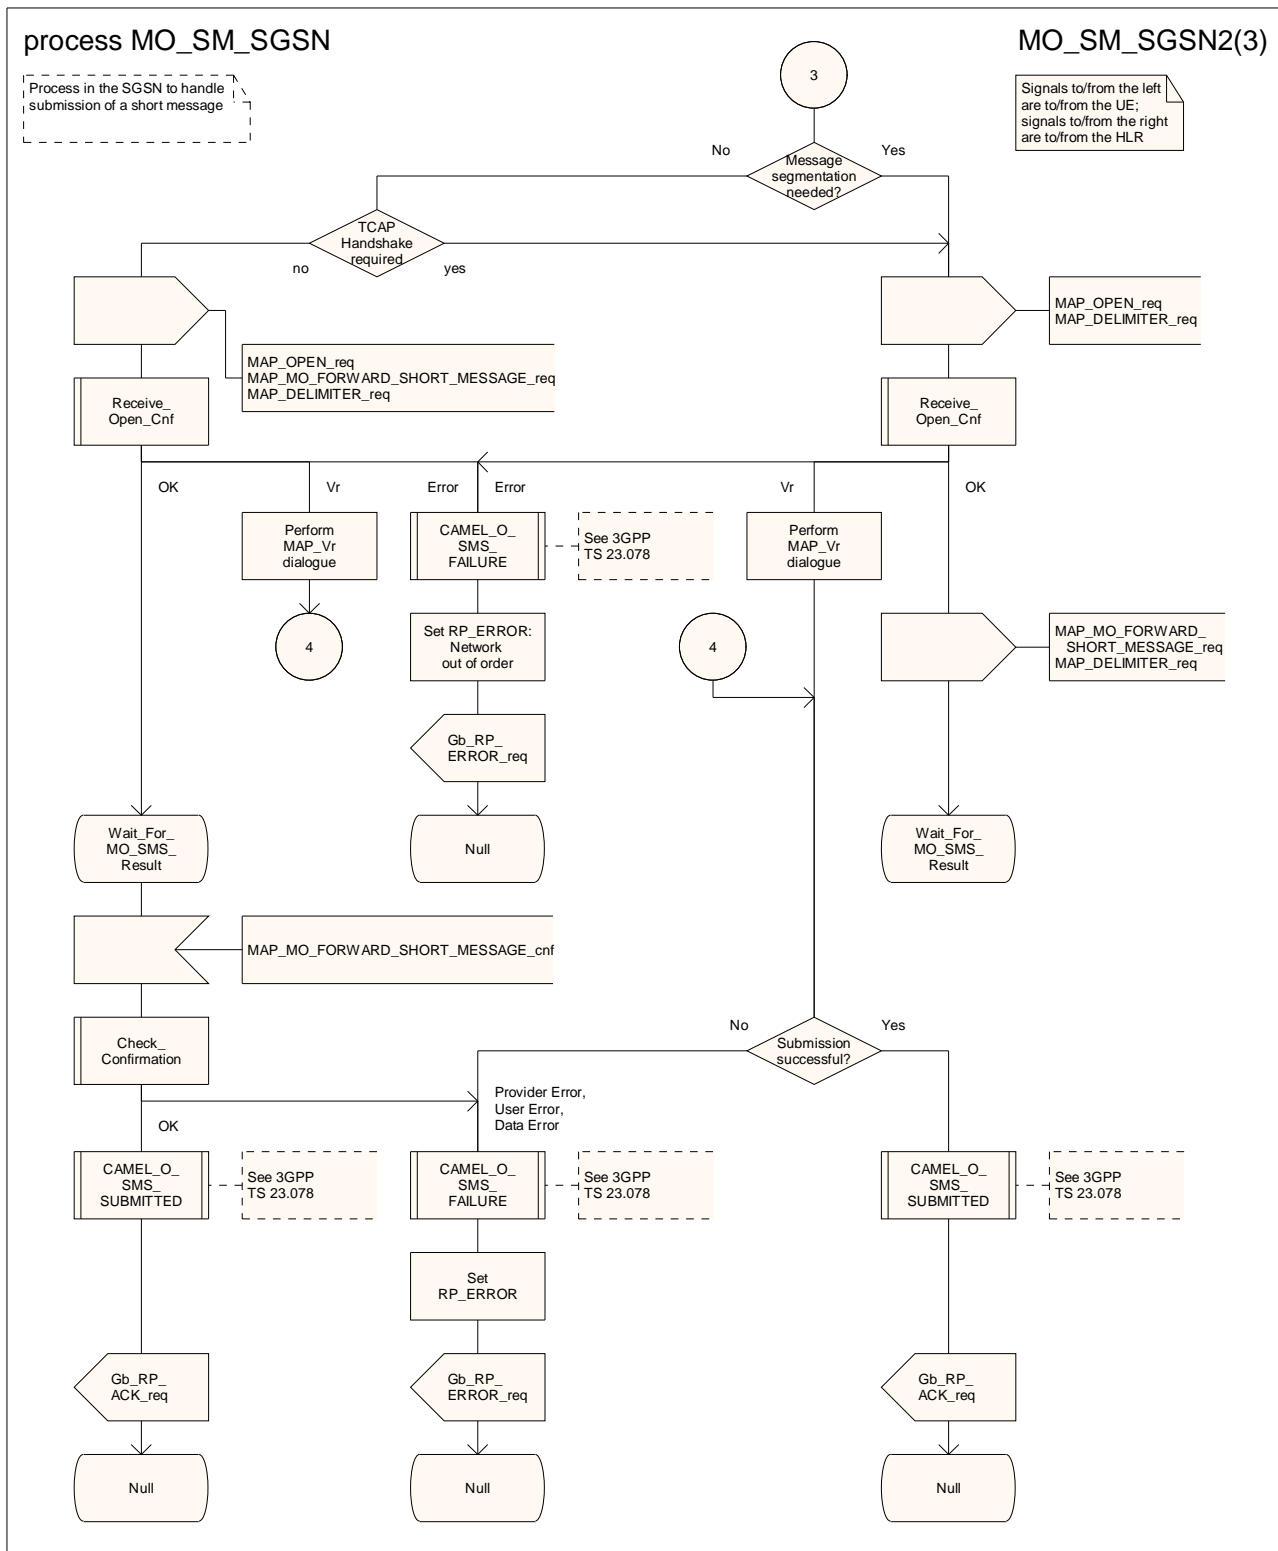 process MO_SM_SGSN
MO_SM_SGSN2(3)
Process in the SGSN to handle
submission of a short message
3
Signals to/from the left
are to/from the UE;
signals to/from the right
are to/from the HLR
No
Message
segmentation
needed?
Yes
TCAP
Handshake
required
no
yes
MAP_OPEN_req
MAP_DELIMITER_req
MAP_OPEN_req
MAP_MO_FORWARD_SHORT_MESSAGE_req
MAP_DELIMITER_req
Receive_
Open_Cnf
Receive_
Open_Cnf
OK
Vr
Error
Error
Vr
OK
Perform
MAP_Vr
dialogue
CAMEL_O_
SMS_
FAILURE
See 3GPP
TS 23.078
Perform
MAP_Vr
dialogue
4
Set RP_ERROR:
Network
out of order
4
MAP_MO_FORWARD_
SHORT_MESSAGE_req
MAP_DELIMITER_req
Gb_RP_
ERROR_req
Wait_For_
MO_SMS_
Result
Null
Wait_For_
MO_SMS_
Result
MAP_MO_FORWARD_SHORT_MESSAGE_cnf
Check_
Confirmation
No
Submission
successful?
Yes
OK
Provider Error,
User Error,
Data Error
CAMEL_O_
SMS_
SUBMITTED
See 3GPP
TS 23.078
CAMEL_O_
SMS_
FAILURE
See 3GPP
TS 23.078
CAMEL_O_
SMS_
SUBMITTED
See 3GPP
TS 23.078
Set
RP_ERROR
Gb_RP_
ACK_req
Gb_RP_
ERROR_req
Gb_RP_
ACK_req
Null
Null
Null